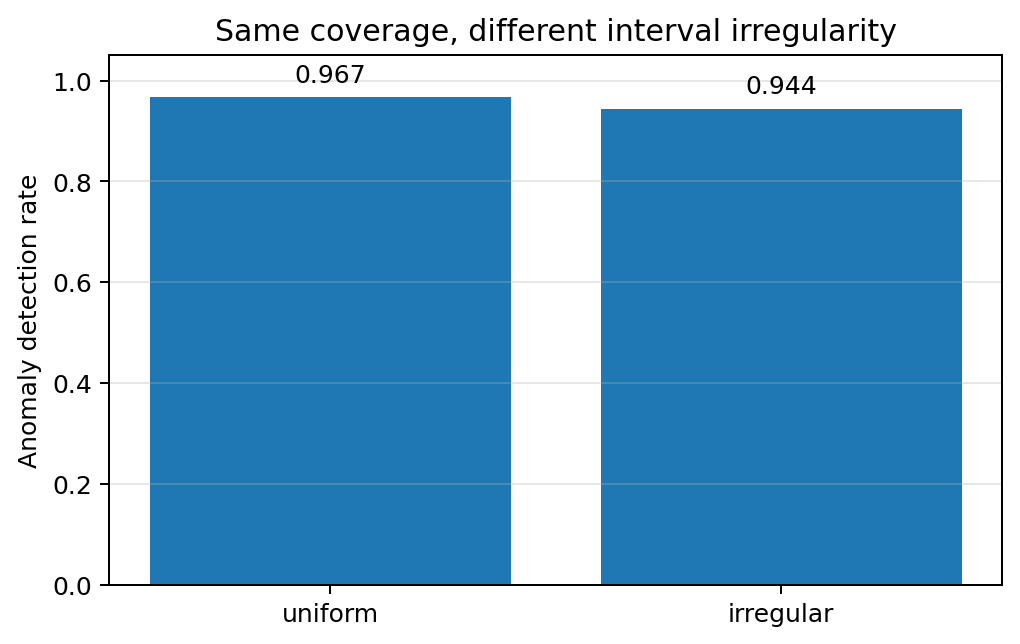 Same coverage, different interval irregularity
Anomaly detection rate
1.0
0.8
0.6
0.4
0.2
0.0
0.967
0.944
uniform
irregular